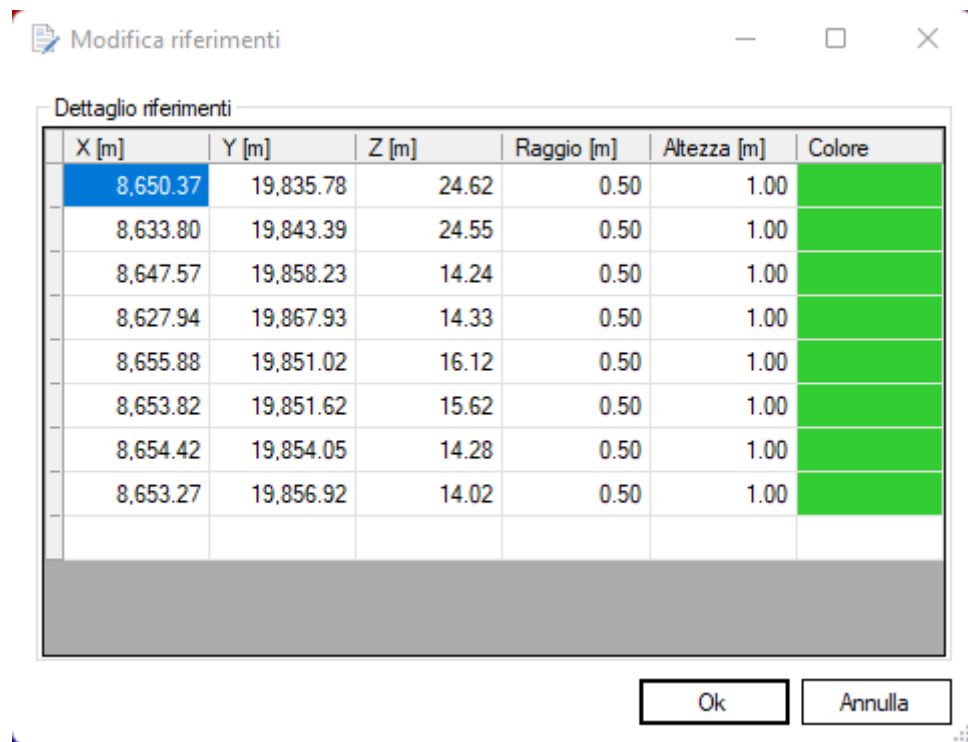 Modifica riferimenti
Dettaglio riferimenti
X [m] Y [m] Z [m] Raggio [m] Altezza [m] Colore
8,650.37 19,835.78 24.62 0.50 1.00
8,633.80 19,843.39 24.55 0.50 1.00
8,647.57 19,858.23 14.24 0.50 1.00
8,627.94 19,867.93 14.33 0.50 1.00
8,655.88 19,851.02 16.12 0.50 1.00
8,653.82 19,851.62 15.62 0.50 1.00
8,654.42 19,854.05 14.28 0.50 1.00
8,653.27 19,856.92 14.02 0.50 1.00
Ok Annulla